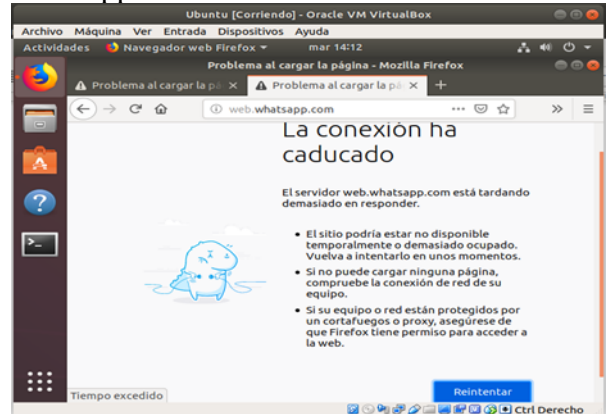 Ubuntu [Corriendo] - Oracle VM VirtualBox
Archivo Máquina Ver Entrada Dispositivos Ayuda
Actividades Navegador web Firefox mar 14:12
Problema al cargar la página - Mozilla Firefox
Problema al cargar la pá Problema al cargar la pá
web.whatsapp.com
La conexión ha
caducado
El servidor web.whatsapp.com está tardando
demasiado en responder.
El sitio podría estar no disponible
temporalmente o demasiado ocupado.
Vuelva a intentarlo en unos momentos.
Si no puede cargar ninguna página,
compruebe la conexión de red de su
equipo.
Si su equipo o red están protegidos por
un cortafuegos o proxy, asegúrese de
que Firefox tiene permiso para acceder a
la web.
Reintentar
Tiempo excedido
Ctrl Derecho